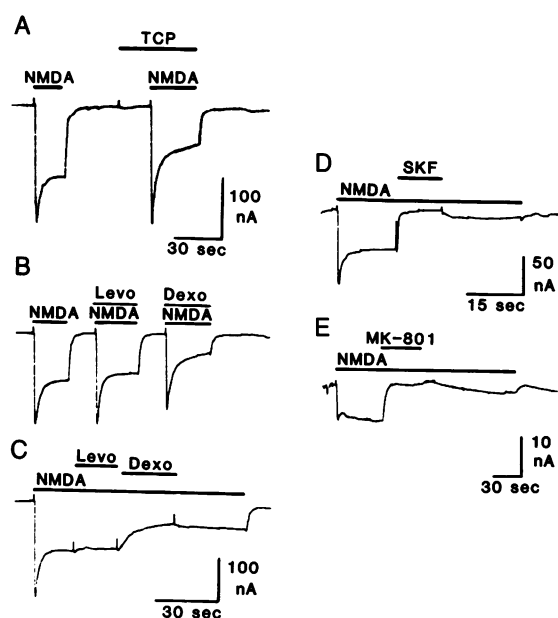 A
TCP
NMDA NMDA
100
nA
30 sec
B
Levo Dexo
NMDA NMDA NMDA
C
Levo Dexo
NMDA
100
nA
30 sec
D
SKF
NMDA
50
nA
15 sec
E
MK-801
NMDA
10
nA
30 sec